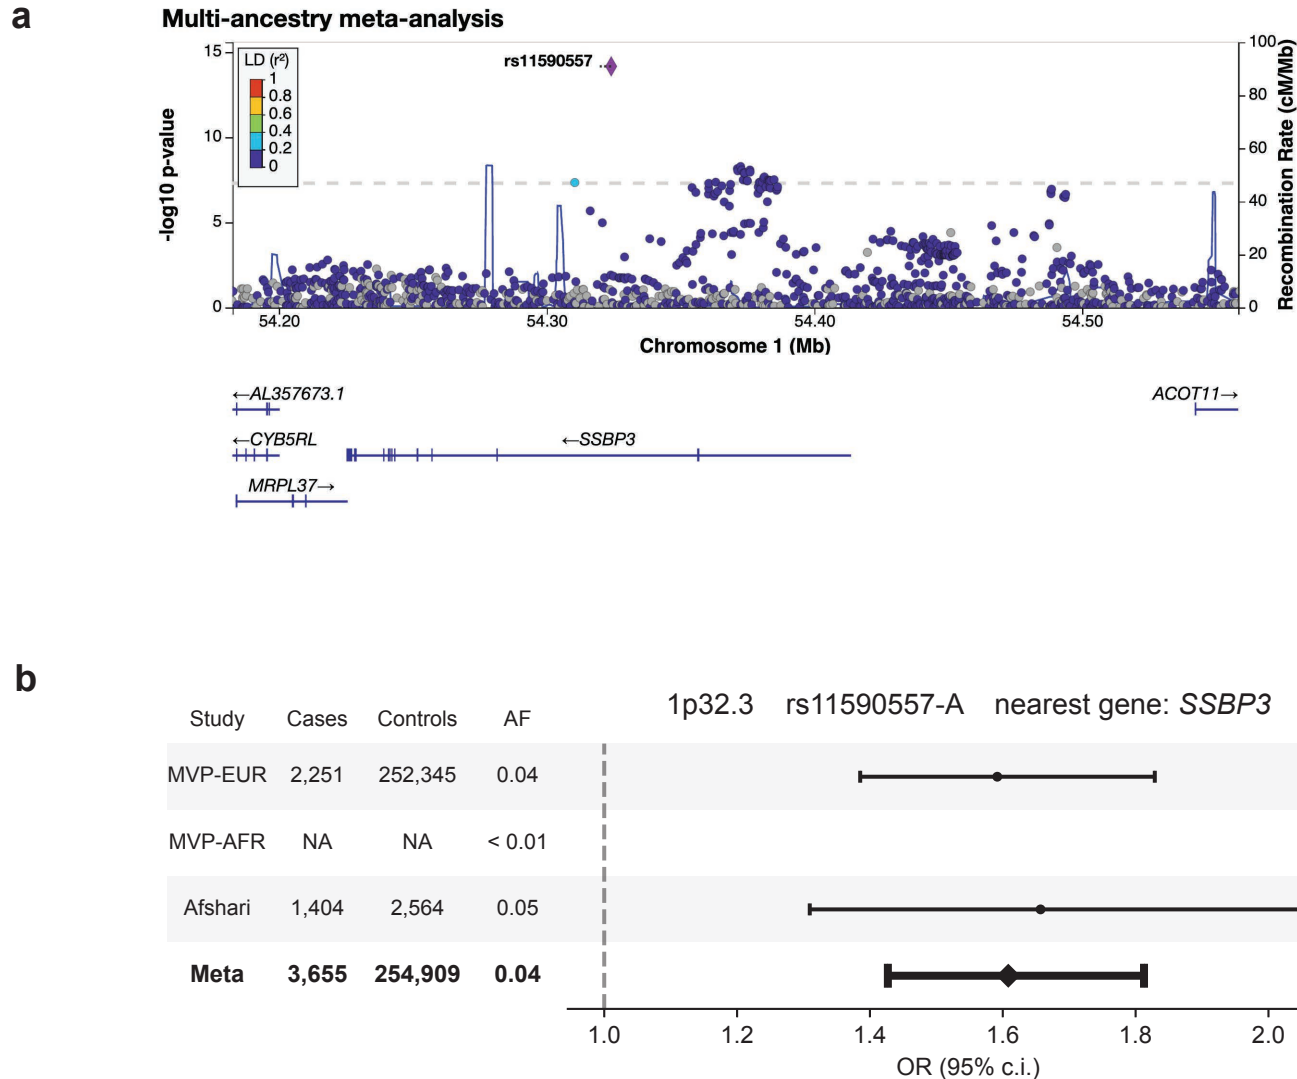 a
Multi-ancestry meta-analysis
LD (r²)
1
0.8
0.6
0.4
0.2
0
rs11590557
15
10
5
0
-log10 p-value
100
80
60
40
20
0
Recombination Rate (cM/Mb)
54.20 54.30 54.40 54.50
Chromosome 1 (Mb)
←AL357673.1 ACOT11→
←CYB5RL ←SSBP3
MRPL37→
b
1p32.3 rs11590557-A nearest gene: SSBP3
Study Cases Controls AF
MVP-EUR 2,251 252,345 0.04
MVP-AFR NA NA < 0.01
Afshari 1,404 2,564 0.05
Meta 3,655 254,909 0.04
1.0 1.2 1.4 1.6 1.8 2.0
OR (95% c.i.)